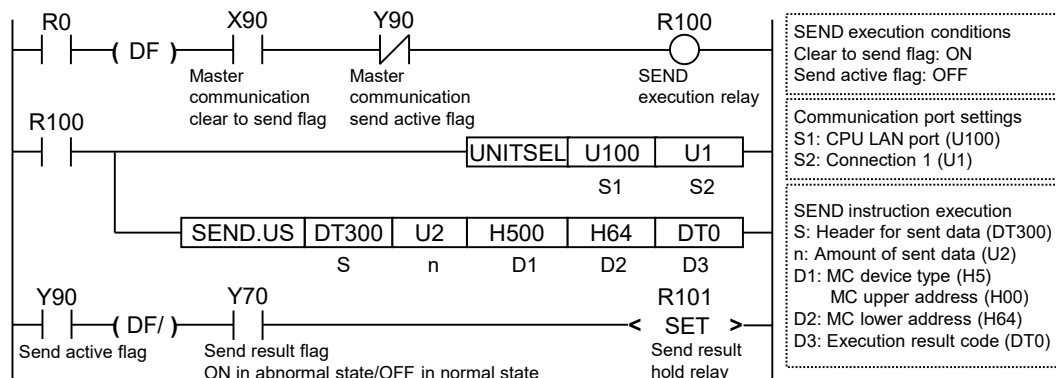 R0 X90 Y90 R100
( DF )
Master communication clear to send flag
Master communication send active flag
SEND execution relay
SEND execution conditions
Clear to send flag: ON
Send active flag: OFF
R100
UNITSEL U100 U1
S1 S2
Communication port settings
S1: CPU LAN port (U100)
S2: Connection 1 (U1)
SEND.US DT300 U2 H500 H64 DT0
S n D1 D2 D3
SEND instruction execution
S: Header for sent data (DT300)
n: Amount of sent data (U2)
D1: MC device type (H5)
MC upper address (H00)
D2: MC lower address (H64)
D3: Execution result code (DT0)
Y90 Y70 R101
( DF/ ) < SET >
Send active flag
Send result flag
ON in abnormal state/OFF in normal state
Send result
hold relay